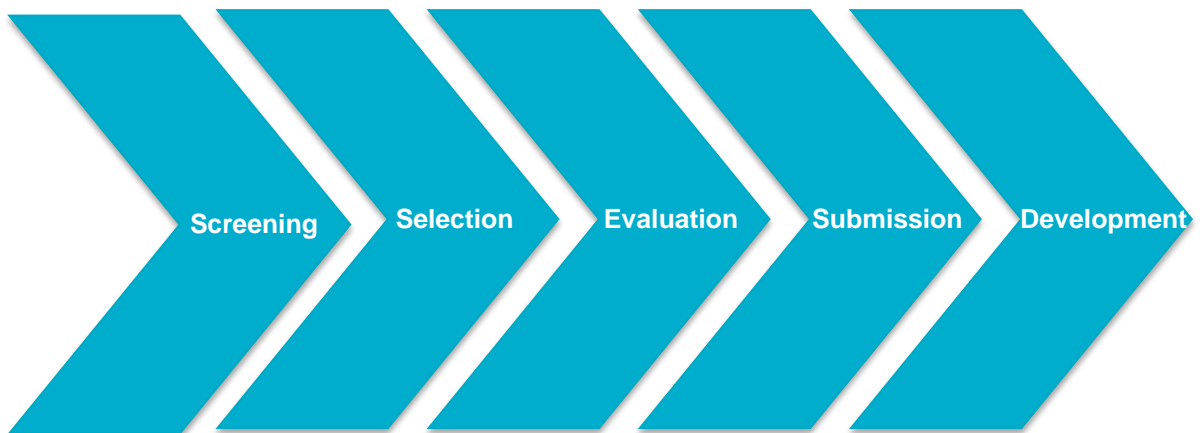 Screening
Selection
Evaluation
Submission
Development